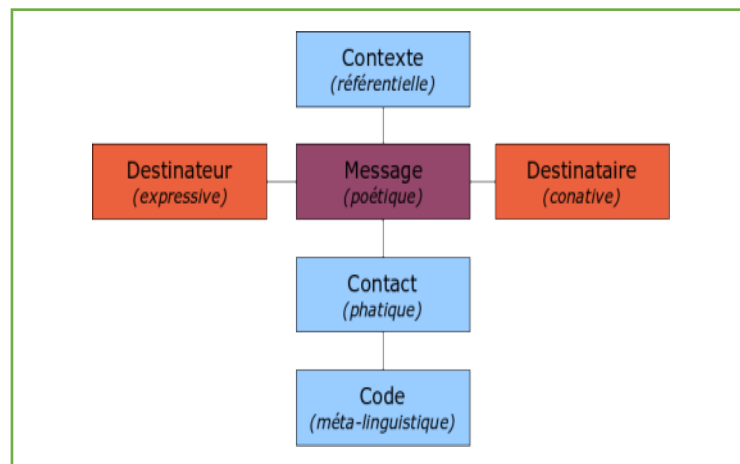 Contexte
(référentielle)
Destinateur
(expressive)
Message
(poétique)
Destinataire
(conative)
Contact
(phatique)
Code
(méta-linguistique)